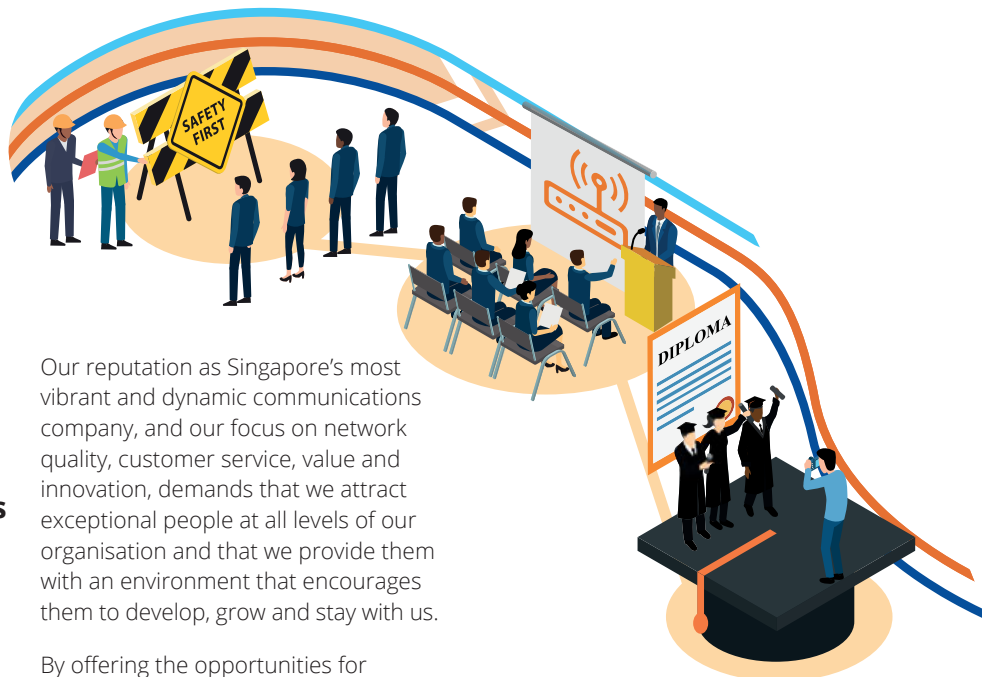 SAFETY
FIRST
DIPLOMA
Our reputation as Singapore’s most
vibrant and dynamic communications
company, and our focus on network
quality, customer service, value and
innovation, demands that we attract
exceptional people at all levels of our
organisation and that we provide them
with an environment that encourages
them to develop, grow and stay with us.
By offering the opportunities for